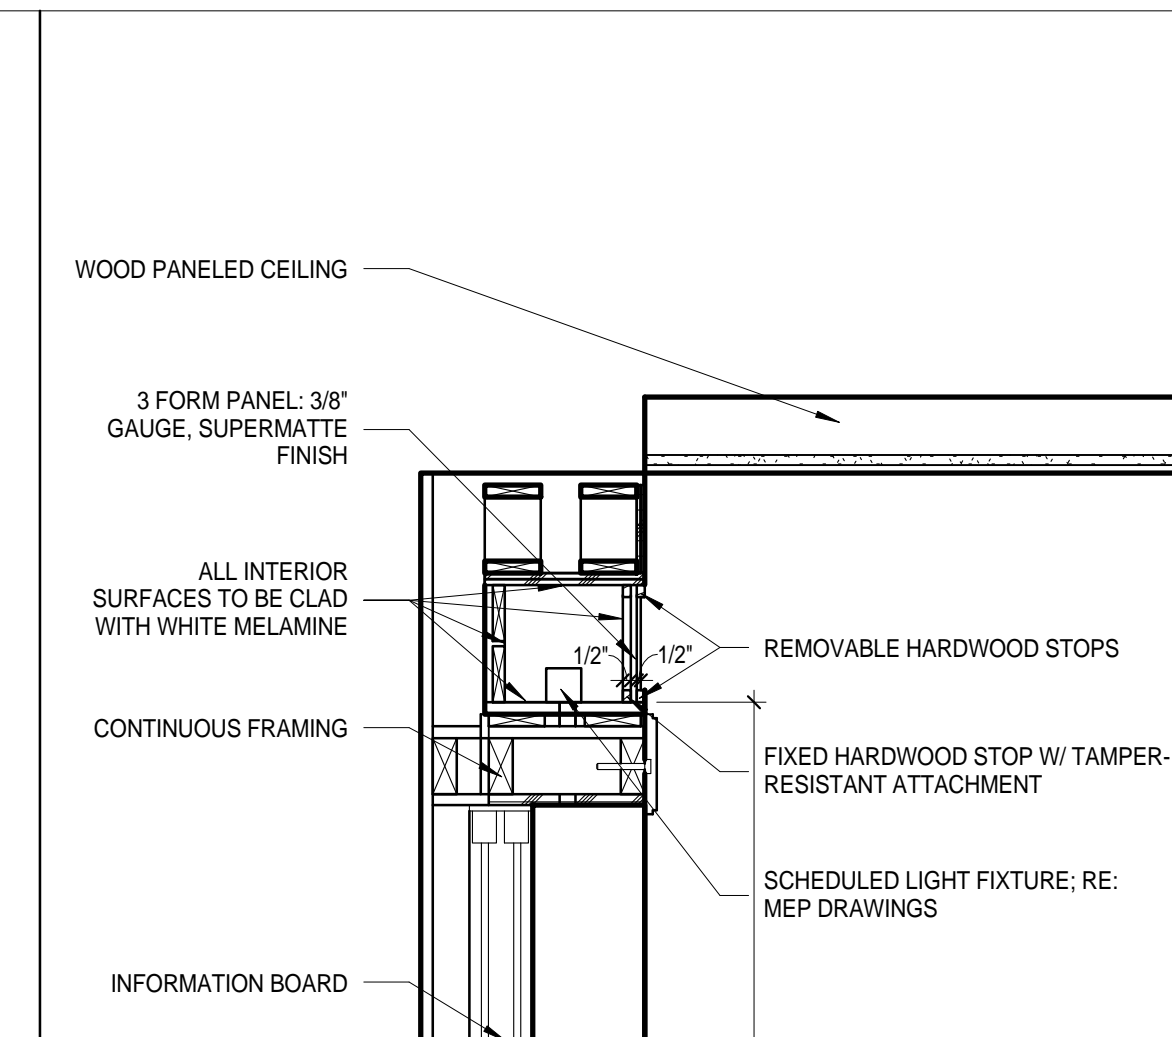 WOOD PANELED CEILING
3 FORM PANEL: 3/8"
GAUGE, SUPERMATTE
FINISH
ALL INTERIOR
SURFACES TO BE CLAD
WITH WHITE MELAMINE
1/2"
1/2"
REMOVABLE HARDWOOD STOPS
CONTINUOUS FRAMING
FIXED HARDWOOD STOP W/ TAMPER-
RESISTANT ATTACHMENT
SCHEDULED LIGHT FIXTURE; RE:
MEP DRAWINGS
INFORMATION BOARD